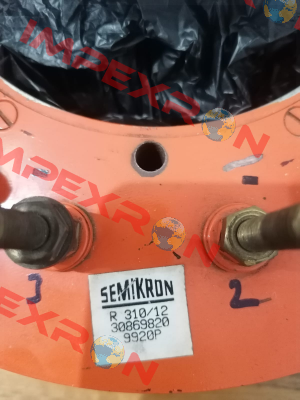 IMPEXRON
IMPEXRON
IMPEXRON
3
2
SEMIKRON
R 310/12
30869820
9920P